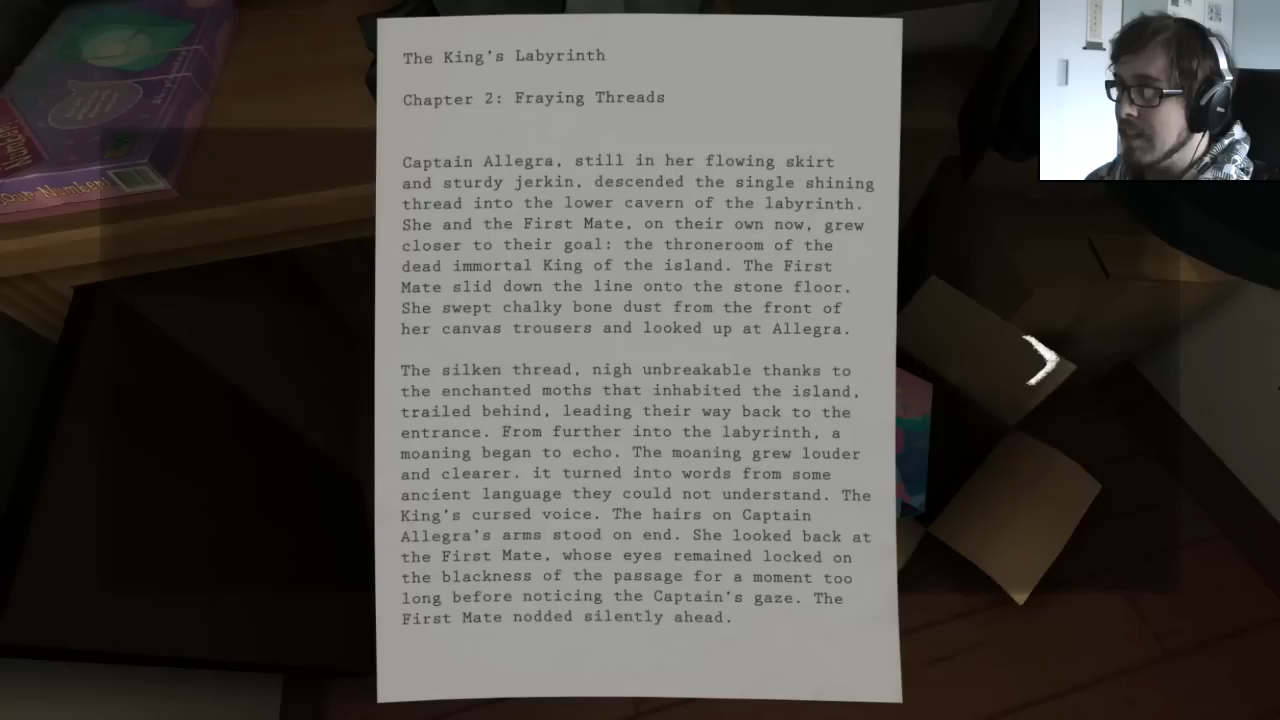 The King's Labyrinth
Chapter 2: Fraying Threads
Captain Allegra, still in her flowing skirt
and sturdy jerkin, descended the single shining
thread into the lower cavern of the labyrinth.
She and the First Mate, on their own now, grew
closer to their goal: the throneroom of the
dead immortal King of the island. The First
Mate slid down the line onto the stone floor.
She swept chalky bone dust from the front of
her canvas trousers and looked up at Allegra.
The silken thread, nigh unbreakable thanks to
the enchanted moths that inhabited the island,
trailed behind, leading their way back to the
entrance. From further into the labyrinth, a
moaning began to echo. The moaning grew louder
and clearer. it turned into words from some
ancient language they could not understand. The
King's cursed voice. The hairs on Captain
Allegra's arms stood on end. She looked back at
the First Mate, whose eyes remained locked on
the blackness of the passage for a moment too
long before noticing the Captain's gaze. The
First Mate nodded silently ahead.